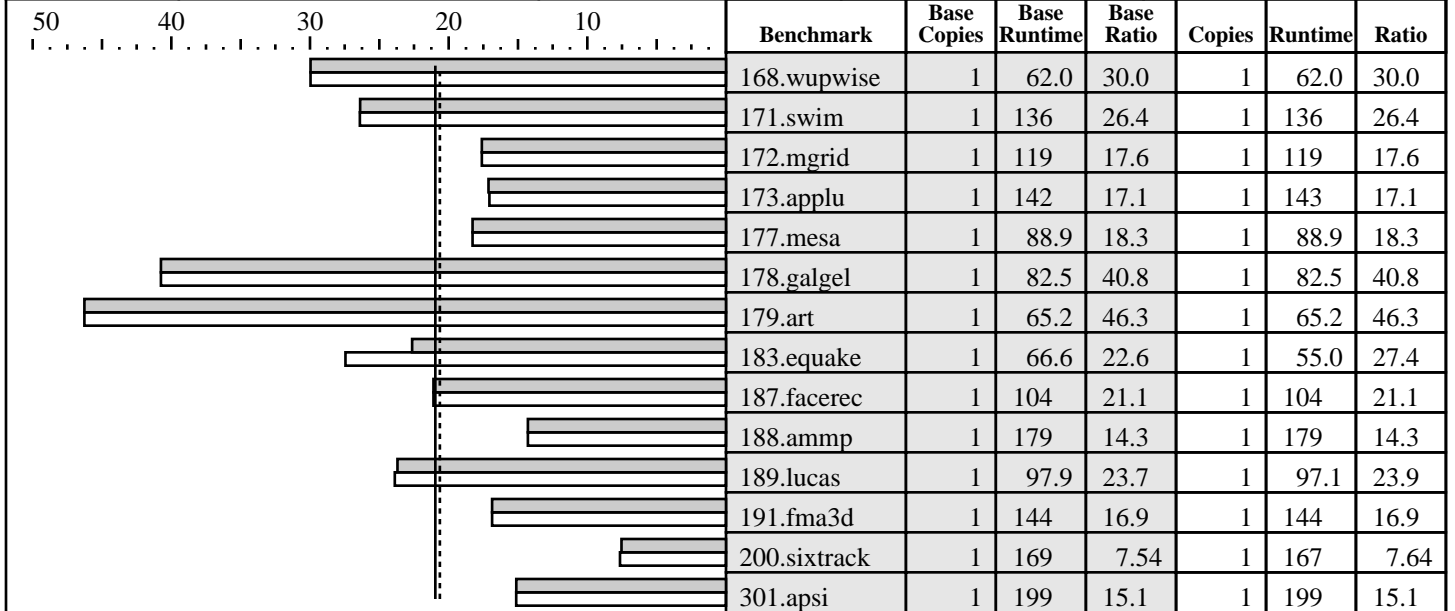 50 40 30 20 10
Benchmark Base Copies Base Runtime Base Ratio Copies Runtime Ratio
168.wupwise 1 62.0 30.0 1 62.0 30.0
171.swim 1 136 26.4 1 136 26.4
172.mgrid 1 119 17.6 1 119 17.6
173.applu 1 142 17.1 1 143 17.1
177.mesa 1 88.9 18.3 1 88.9 18.3
178.galgel 1 82.5 40.8 1 82.5 40.8
179.art 1 65.2 46.3 1 65.2 46.3
183.equake 1 66.6 22.6 1 55.0 27.4
187.facerec 1 104 21.1 1 104 21.1
188.ammp 1 179 14.3 1 179 14.3
189.lucas 1 97.9 23.7 1 97.1 23.9
191.fma3d 1 144 16.9 1 144 16.9
200.sixtrack 1 169 7.54 1 167 7.64
301.apsi 1 199 15.1 1 199 15.1